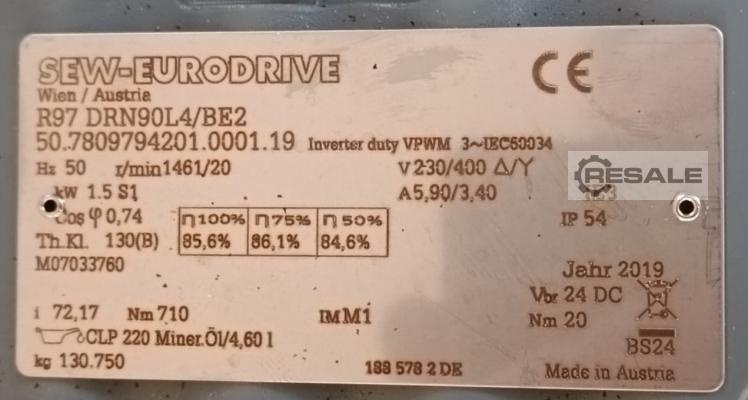 SEW-EURODRIVE
CE
Wien / Austria
R97 DRN90L4/BE2
50.7809794201.0001.19 Inverter duty VPWM 3~IEC60034
Hz 50 r/min 1461/20 V 230/400 Δ/Y
RESALE
kW 1.5 S1 A 5,90/3,40
Cos φ 0,74 η100% η75% η50% IP 54
Th.Kl. 130(B) 85,6% 86,1% 84,6%
M07033760 Jahr 2019
i 72,17 Nm 710 IM M1 Vbr 24 DC
CLP 220 Miner.Öl/4,60 l Nm 20
BS24
kg 130.750 188 578 2 DE Made in Austria